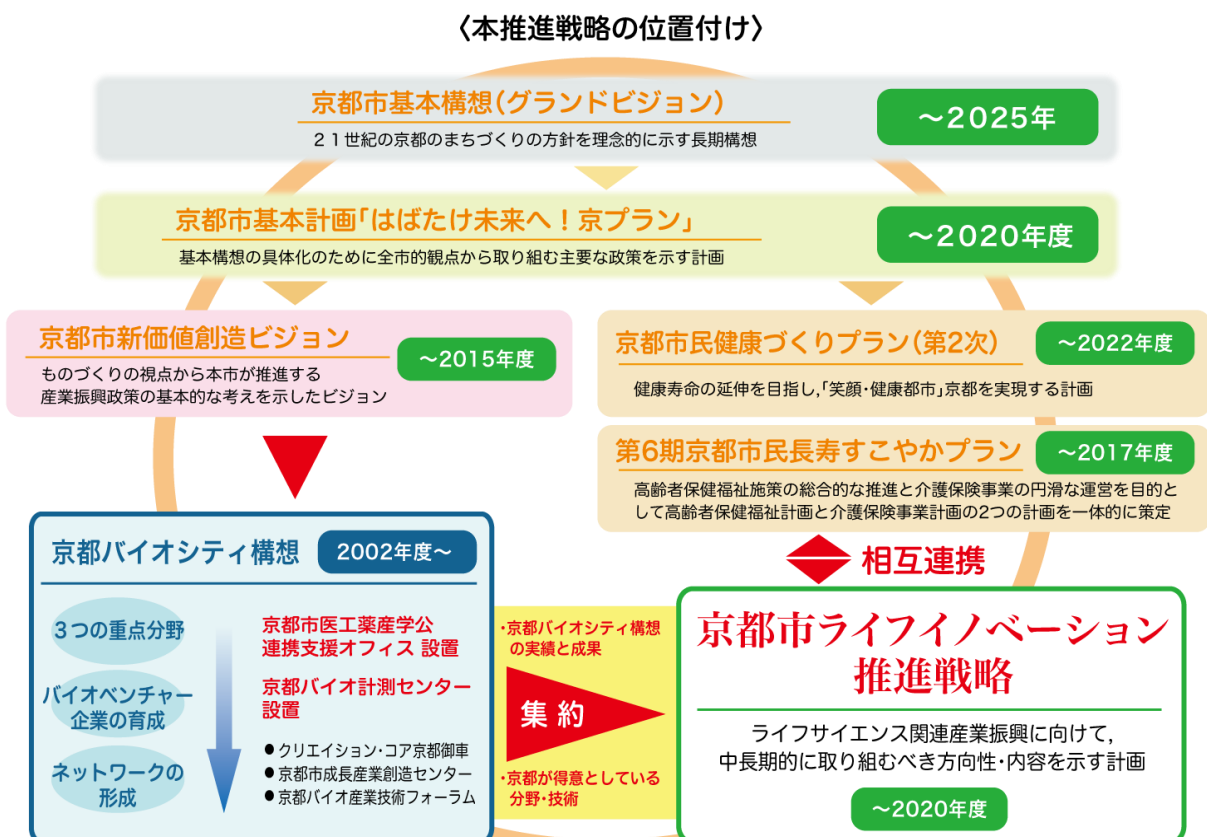 〈本推進戦略の位置付け〉
京都市基本構想(グランドビジョン)
～2025年
21世紀の京都のまちづくりの方針を理念的に示す長期構想
京都市基本計画「はばたけ未来へ!京プラン」
～2020年度
基本構想の具体化のために全市的観点から取り組む主要な政策を示す計画
京都市新価値創造ビジョン
～2015年度
ものづくりの視点から本市が推進する
産業振興政策の基本的な考えを示したビジョン
京都市民健康づくりプラン(第2次)
～2022年度
健康寿命の延伸を目指し,「笑顔・健康都市」京都を実現する計画
第6期京都市民長寿すこやかプラン
～2017年度
高齢者保健福祉施策の総合的な推進と介護保険事業の円滑な運営を目的と
して高齢者保健福祉計画と介護保険事業計画の2つの計画を一体的に策定
相互連携
京都バイオシティ構想
2002年度～
3つの重点分野
バイオベンチャー
企業の育成
ネットワークの
形成
京都市医工薬産学公
連携支援オフィス 設置
京都バイオ計測センター
設置
●クリエイション・コア京都御車
●京都市成長産業創造センター
●京都バイオ産業技術フォーラム
・京都バイオシティ構想
の実績と成果
集約
・京都が得意としている
分野・技術
京都市ライフイノベーション
推進戦略
ライフサイエンス関連産業振興に向けて,
中長期的に取り組むべき方向性・内容を示す計画
～2020年度